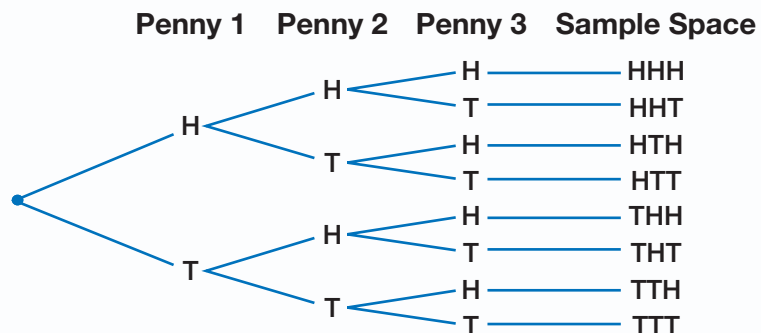 Penny 1 Penny 2 Penny 3 Sample Space
H HHH
H
T HHT
H
H HTH
T
T HTT
H THH
H
T THT
T
H TTH
T
T TTT